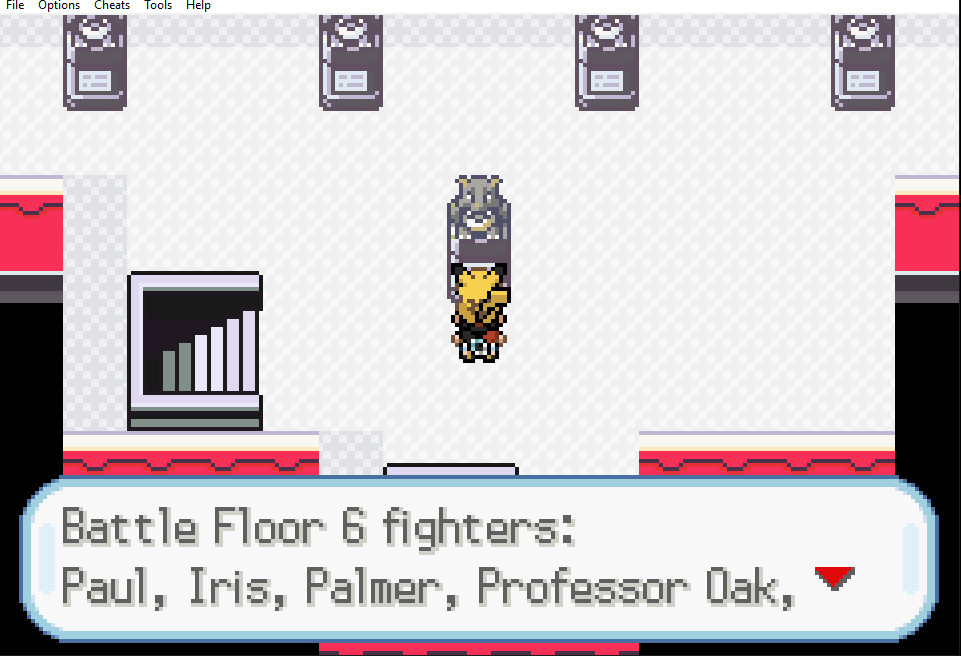 File Options Cheats Tools Help
Battle Floor 6 fighters:
Paul, Iris, Palmer, Professor Oak,